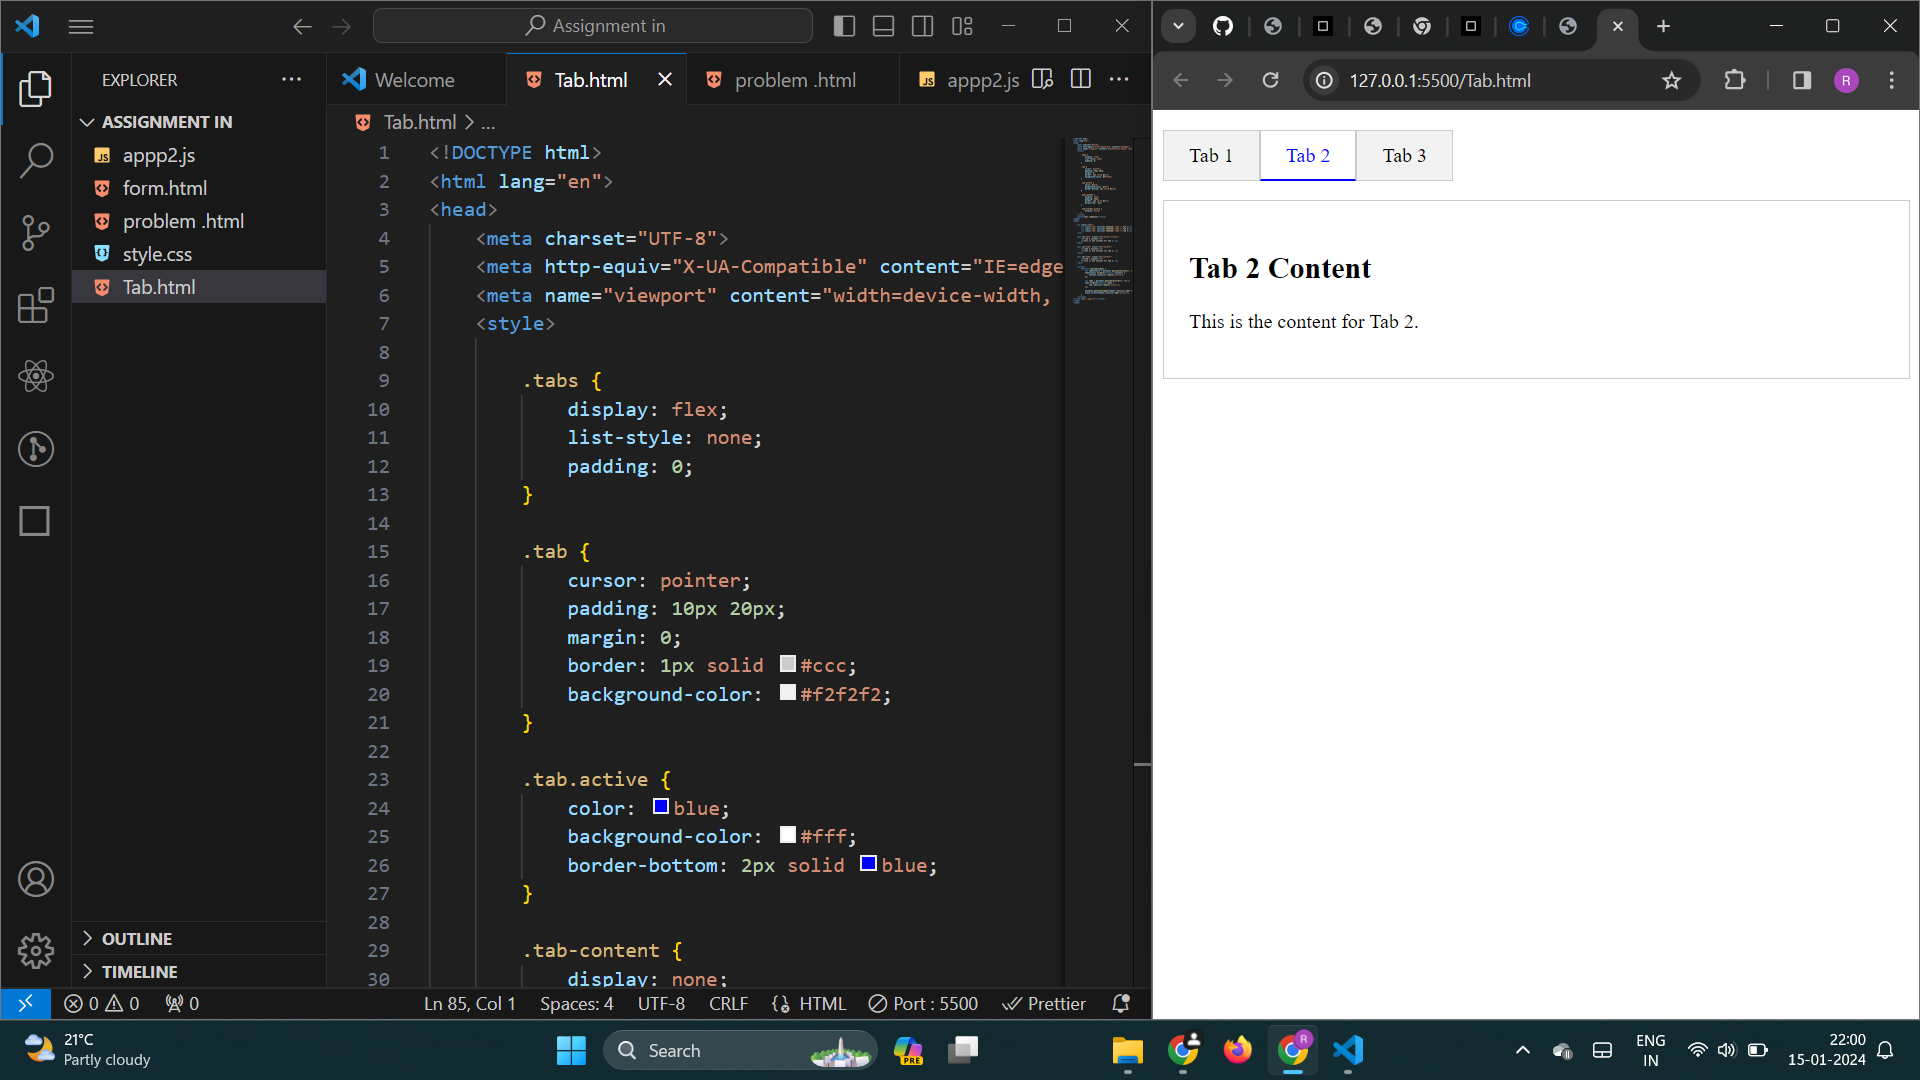 Assignment in
EXPLORER
Welcome
Tab.html
problem .html
appp2.js
ASSIGNMENT IN
appp2.js
form.html
problem .html
style.css
Tab.html
OUTLINE
TIMELINE
Tab.html > ...
1 <!DOCTYPE html>
2 <html lang="en">
3 <head>
4 <meta charset="UTF-8">
5 <meta http-equiv="X-UA-Compatible" content="IE=edge
6 <meta name="viewport" content="width=device-width,
7 <style>
8
9 .tabs {
10 display: flex;
11 list-style: none;
12 padding: 0;
13 }
14
15 .tab {
16 cursor: pointer;
17 padding: 10px 20px;
18 margin: 0;
19 border: 1px solid #ccc;
20 background-color: #f2f2f2;
21 }
22
23 .tab.active {
24 color: blue;
25 background-color: #fff;
26 border-bottom: 2px solid blue;
27 }
28
29 .tab-content {
30 display: none;
0 0 0 Ln 85, Col 1 Spaces: 4 UTF-8 CRLF HTML Port : 5500 Prettier
127.0.0.1:5500/Tab.html
R
Tab 1 Tab 2 Tab 3
Tab 2 Content
This is the content for Tab 2.
21°C
Partly cloudy
Search
PRE
R
ENG
IN
22:00
15-01-2024